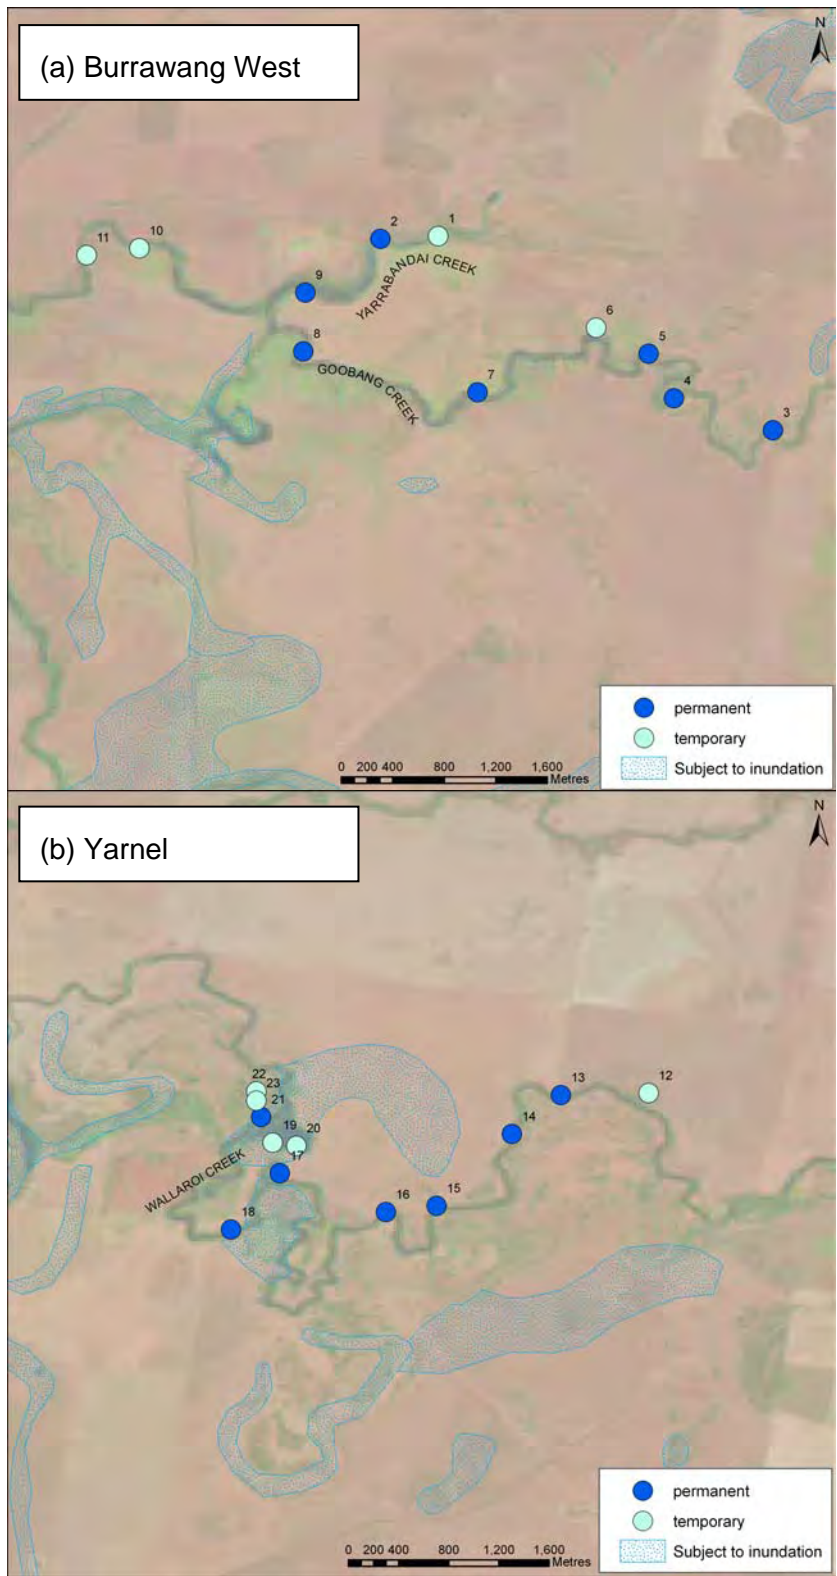 (a) Burrawang West
N
1
2
10
11
YARRABANDAI CREEK
9
6
8
5
GOOBANG CREEK
7
4
3
permanent
temporary
Subject to inundation
0 200 400 800 1,200 1,600
Metres
(b) Yarnel
N
22
23
21
13
12
14
19 20
17
WALLAROI CREEK
16
15
18
permanent
temporary
Subject to inundation
0 200 400 800 1,200 1,600
Metres